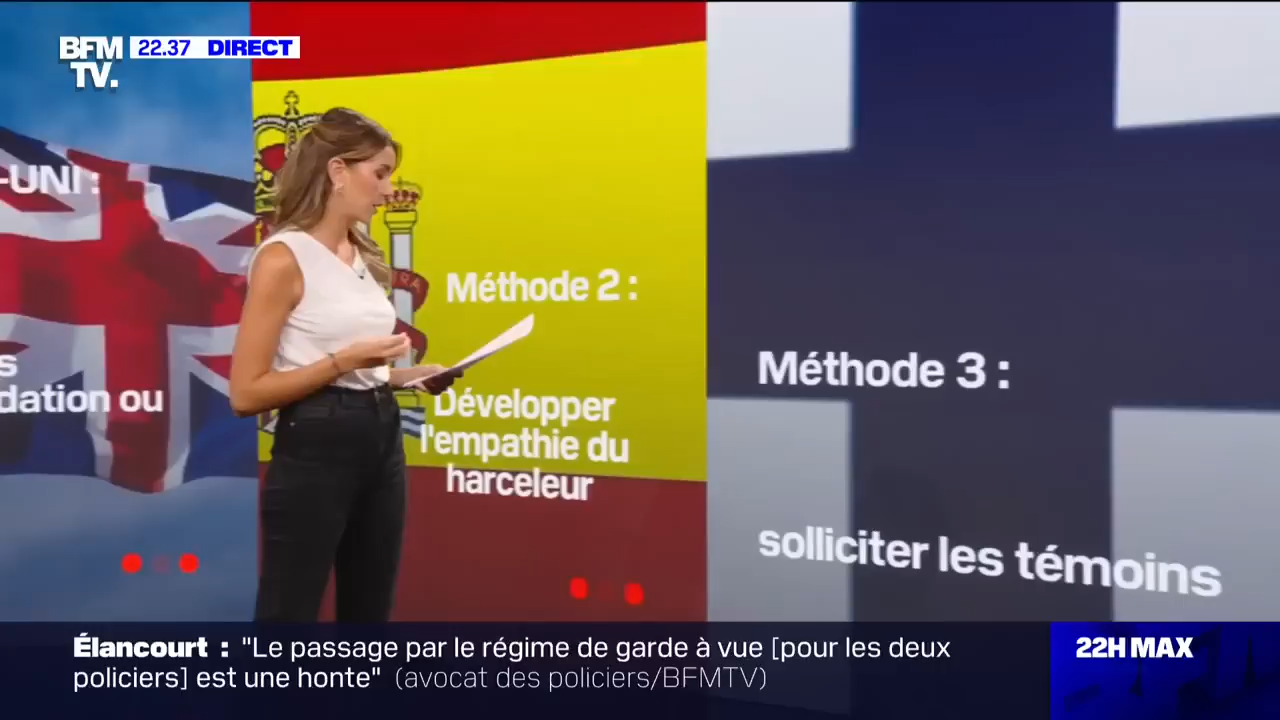 BFM
TV.
22.37 DIRECT
-UNI :
dation ou
Méthode 2 :
Développer
l'empathie du
harceleur
Méthode 3 :
solliciter les témoins
Élancourt : "Le passage par le régime de garde à vue [pour les deux
policiers] est une honte" (avocat des policiers/BFMTV)
22H MAX